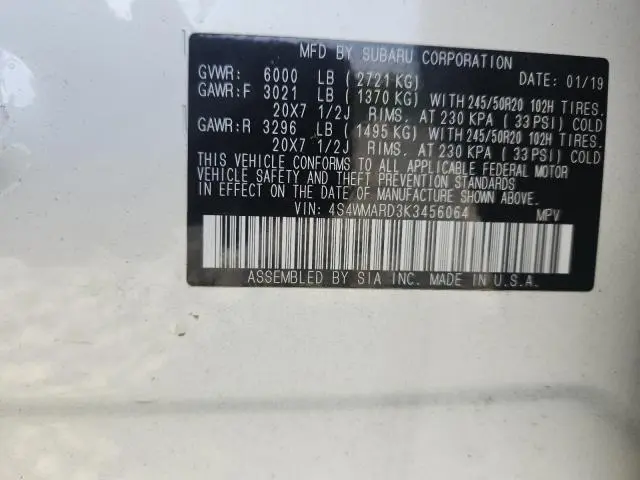 MFD BY SUBARU CORPORATION
GVWR: 6000 LB ( 2721 KG) DATE: 01/19
GAWR:F 3021 LB ( 1370 KG) WITH 245/50R20 102H TIRES.
20X7 1/2J RIMS. AT 230 KPA ( 33 PSI) COLD
GAWR:R 3296 LB ( 1495 KG) WITH 245/50R20 102H TIRES.
20X7 1/2J RIMS. AT 230 KPA ( 33 PSI) COLD
THIS VEHICLE CONFORMS TO ALL APPLICABLE FEDERAL MOTOR
VEHICLE SAFETY AND THEFT PREVENTION STANDARDS
IN EFFECT ON THE DATE OF MANUFACTURE SHOWN ABOVE.
VIN: 4S4WMARD3K3456064 MPV
ASSEMBLED BY SIA INC. MADE IN U.S.A.